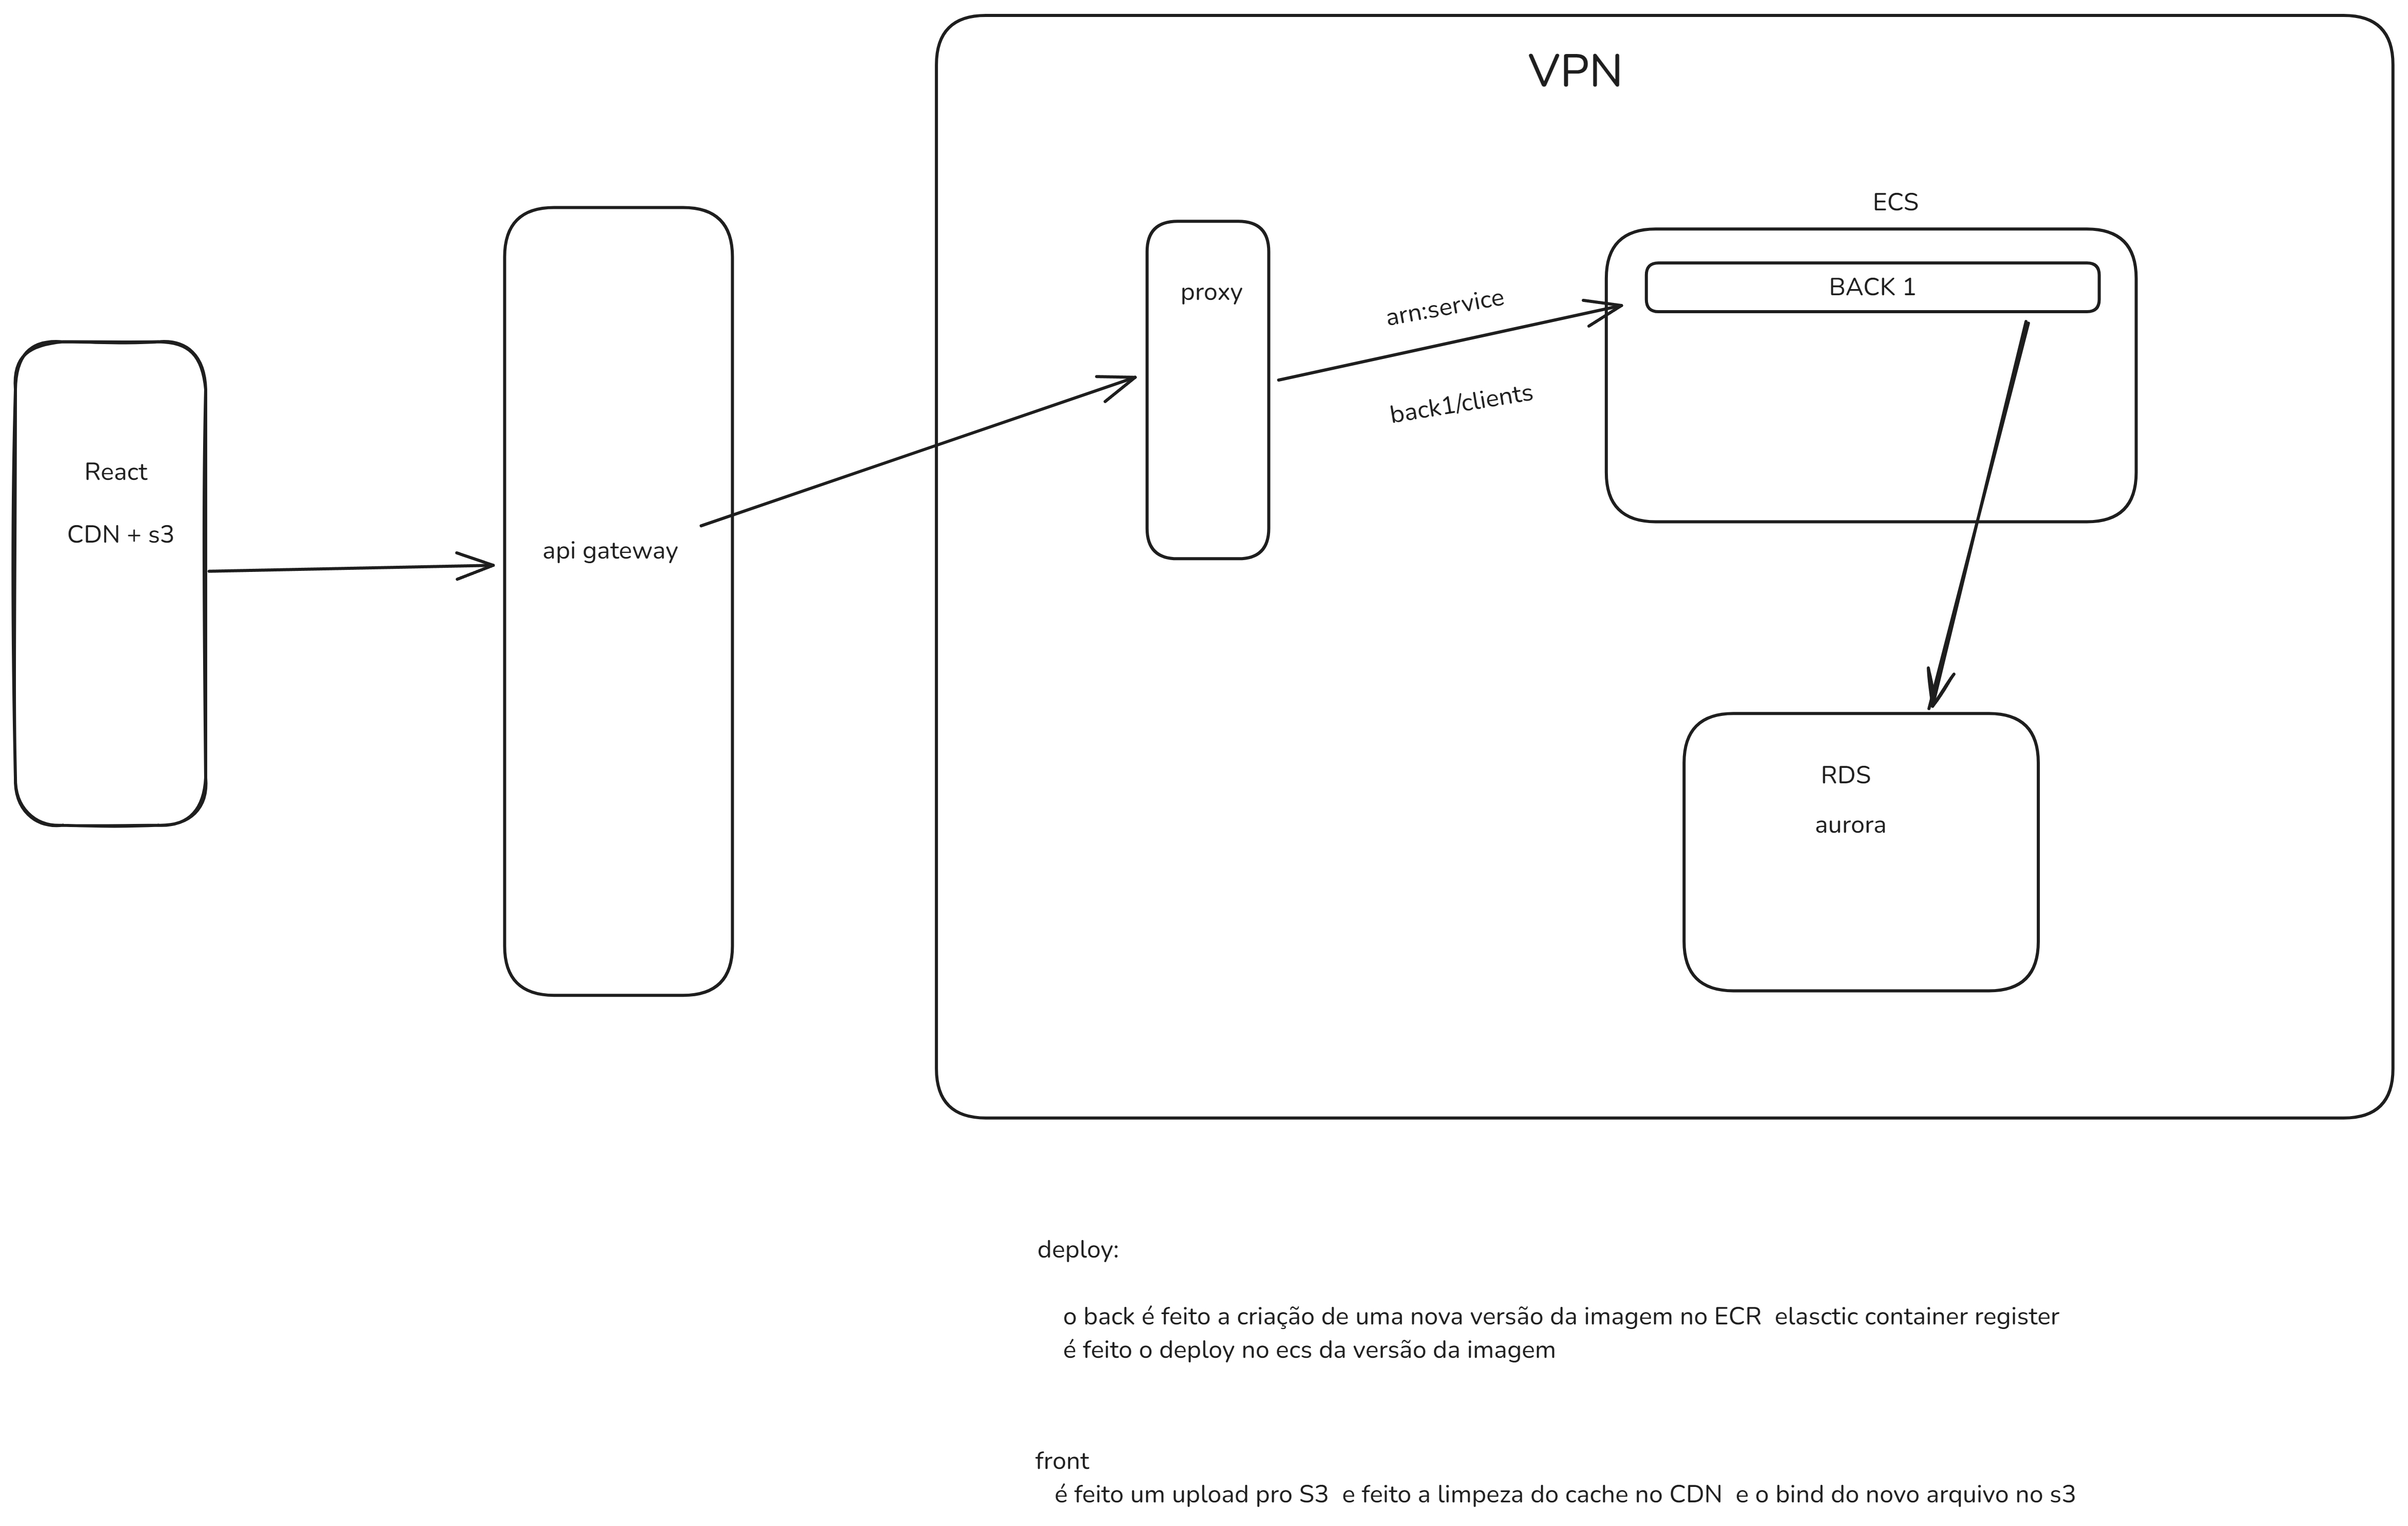 VPN
ECS
BACK 1
proxy
arn:service
back1/clients
React
CDN + s3
api gateway
RDS
aurora
deploy:
o back é feito a criação de uma nova versão da imagem no ECR  elasctic container register
é feito o deploy no ecs da versão da imagem
front
é feito um upload pro S3  e feito a limpeza do cache no CDN  e o bind do novo arquivo no s3